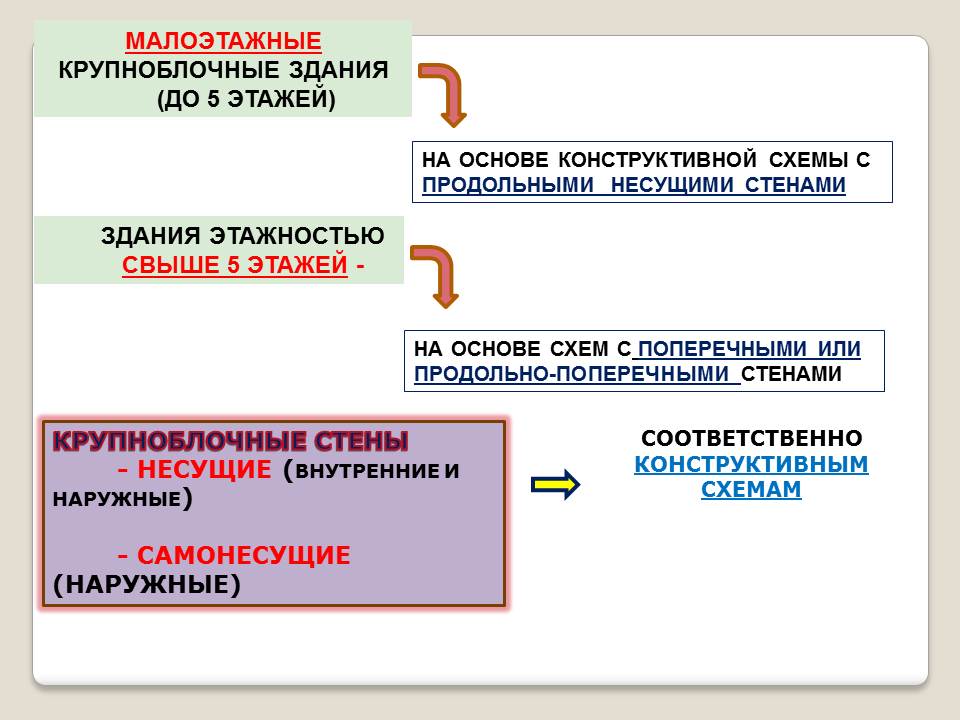 МАЛОЭТАЖНЫЕ
КРУПНОБЛОЧНЫЕ ЗДАНИЯ
(ДО 5 ЭТАЖЕЙ)
НА ОСНОВЕ КОНСТРУКТИВНОЙ СХЕМЫ С
ПРОДОЛЬНЫМИ НЕСУЩИМИ СТЕНАМИ
ЗДАНИЯ ЭТАЖНОСТЬЮ
СВЫШЕ 5 ЭТАЖЕЙ -
НА ОСНОВЕ СХЕМ С ПОПЕРЕЧНЫМИ ИЛИ
ПРОДОЛЬНО-ПОПЕРЕЧНЫМИ СТЕНАМИ
КРУПНОБЛОЧНЫЕ СТЕНЫ
- НЕСУЩИЕ (ВНУТРЕННИЕ И
НАРУЖНЫЕ)
- САМОНЕСУЩИЕ
(НАРУЖНЫЕ)
СООТВЕТСТВЕННО
КОНСТРУКТИВНЫМ
СХЕМАМ